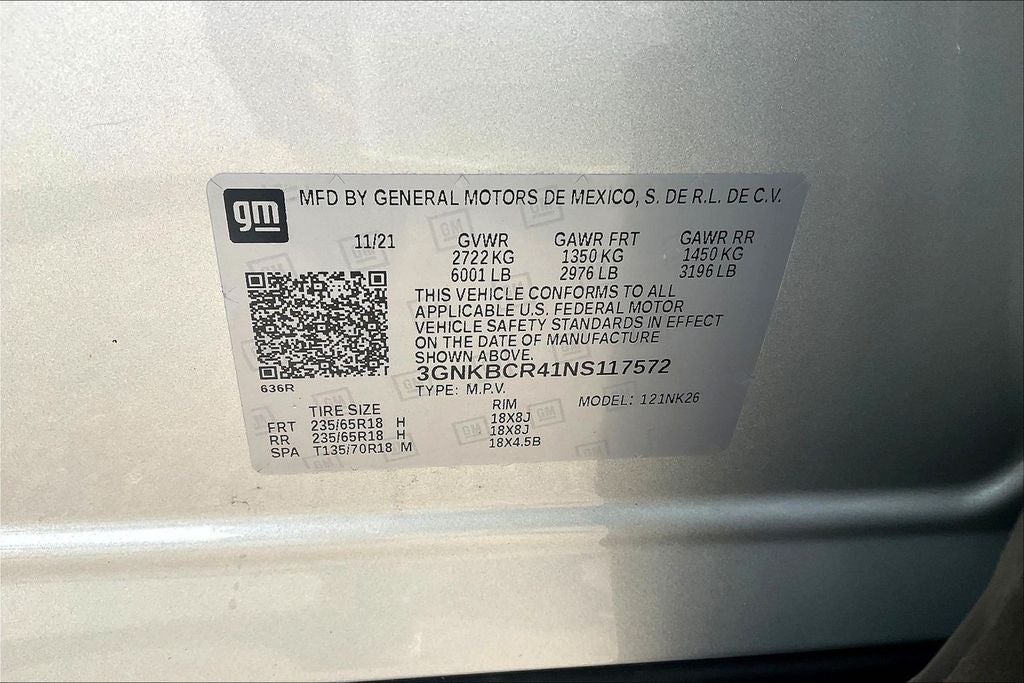 gm MFD BY GENERAL MOTORS DE MEXICO, S. DE R.L. DE C.V.
11/21 GVWR GAWR FRT GAWR RR
2722 KG 1350 KG 1450 KG
6001 LB 2976 LB 3196 LB
THIS VEHICLE CONFORMS TO ALL
APPLICABLE U.S. FEDERAL MOTOR
VEHICLE SAFETY STANDARDS IN EFFECT
ON THE DATE OF MANUFACTURE
SHOWN ABOVE.
3GNKBCR41NS117572
636R
TYPE: M.P.V.
MODEL: 121NK26
TIRE SIZE RIM
FRT 235/65R18 H 18X8J
RR 235/65R18 H 18X8J
SPA T135/70R18 M 18X4.5B